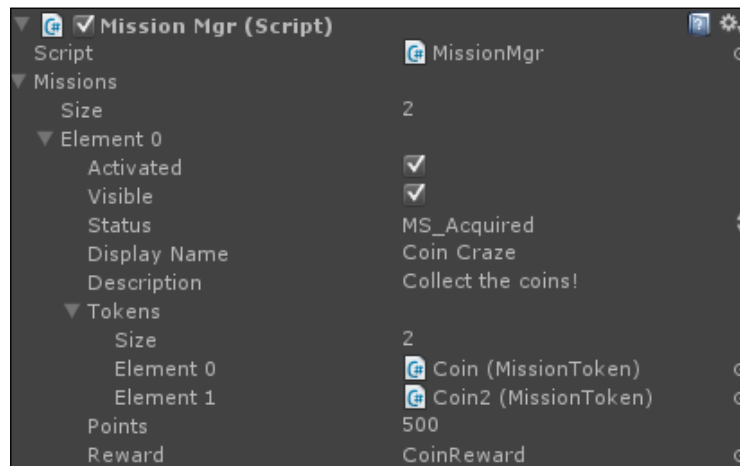 Mission Mgr (Script)
Script MissionMgr
Missions
Size 2
Element 0
Activated
Visible
Status MS_Acquired
Display Name Coin Craze
Description Collect the coins!
Tokens
Size 2
Element 0 Coin (MissionToken)
Element 1 Coin2 (MissionToken)
Points 500
Reward CoinReward